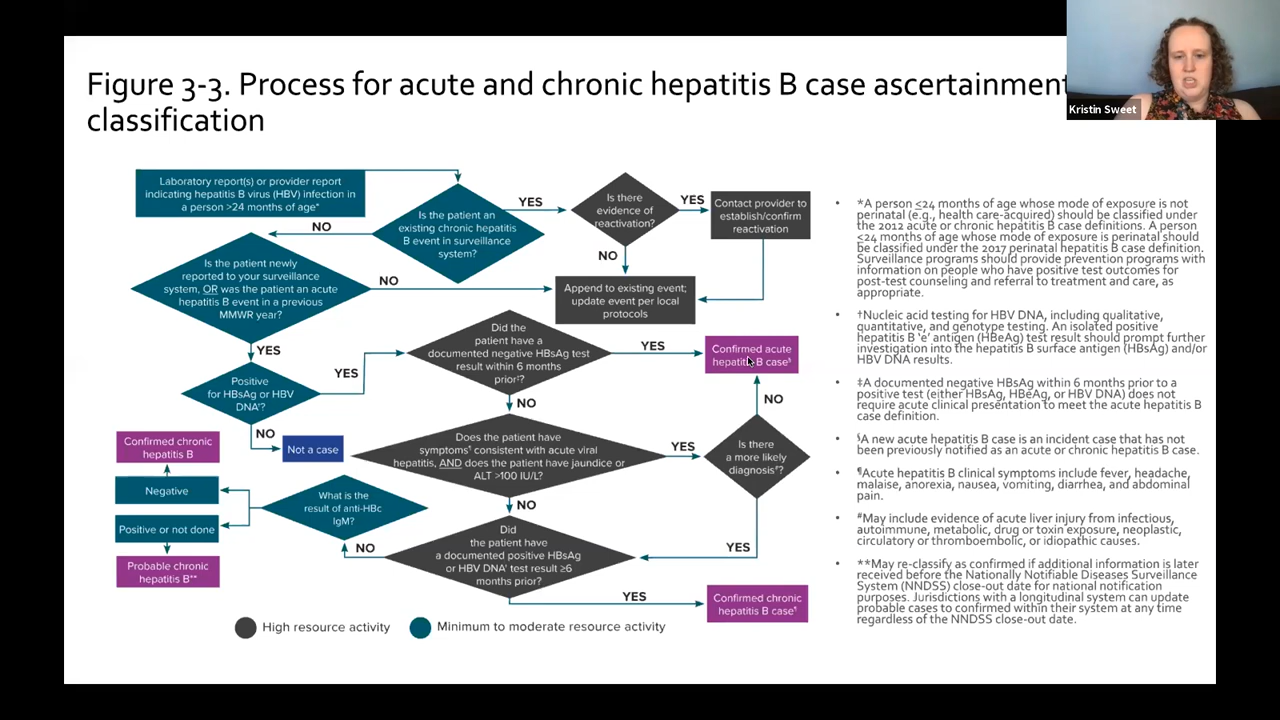 Figure 3-3. Process for acute and chronic hepatitis B case ascertainment
classification
Kristin Sweet
Laboratory report(s) or provider report
indicating hepatitis B virus (HBV) infection in
a person >24 months of age*
Is the patient an
existing chronic hepatitis
B event in surveillance
system?
YES
Is there
evidence of
reactivation?
YES
Contact provider to
establish/confirm
reactivation
NO
NO
Is the patient newly
reported to your surveillance
system, OR was the patient an acute
hepatitis B event in a previous
MMWR year?
NO
Append to existing event;
update event per local
protocols
YES
Positive
for HBsAg or HBV
DNA†?
YES
Did the
patient have a
documented negative HBsAg test
result within 6 months
prior‡?
YES
Confirmed acute
hepatitis B case§
NO
NO
NO
Not a case
Does the patient have
symptoms¶ consistent with acute viral
hepatitis, AND does the patient have jaundice or
ALT >100 IU/L?
YES
Is there
a more likely
diagnosis#?
Confirmed chronic
hepatitis B
Negative
What is the
result of anti-HBc
IgM?
Positive or not done
Probable chronic
hepatitis B**
NO
NO
Did
the patient have
a documented positive HBsAg
or HBV DNA† test result ≥6
months prior?
YES
YES
Confirmed chronic
hepatitis B case¶
High resource activity
Minimum to moderate resource activity
• *A person <24 months of age whose mode of exposure is not
perinatal (e.g., health care-acquired) should be classified under
the 2012 acute or chronic hepatitis B case definitions. A person
<24 months of age whose mode of exposure is perinatal should
be classified under the 2017 perinatal hepatitis B case definition.
Surveillance programs should provide prevention programs with
information on people who have positive test outcomes for
post-test counseling and referral to treatment and care, as
appropriate.
• †Nucleic acid testing for HBV DNA, including qualitative,
quantitative, and genotype testing. An isolated positive
hepatitis B ‘e’ antigen (HBeAg) test result should prompt further
investigation into the hepatitis B surface antigen (HBsAg) and/or
HBV DNA results.
• ‡A documented negative HBsAg within 6 months prior to a
positive test (either HBsAg, HBeAg, or HBV DNA) does not
require acute clinical presentation to meet the acute hepatitis B
case definition.
• §A new acute hepatitis B case is an incident case that has not
been previously notified as an acute or chronic hepatitis B case.
• ¶Acute hepatitis B clinical symptoms include fever, headache,
malaise, anorexia, nausea, vomiting, diarrhea, and abdominal
pain.
• #May include evidence of acute liver injury from infectious,
autoimmune, metabolic, drug or toxin exposure, neoplastic,
circulatory or thromboembolic, or idiopathic causes.
• **May re-classify as confirmed if additional information is later
received before the Nationally Notifiable Diseases Surveillance
System (NNDSS) close-out date for national notification
purposes. Jurisdictions with a longitudinal system can update
probable cases to confirmed within their system at any time
regardless of the NNDSS close-out date.